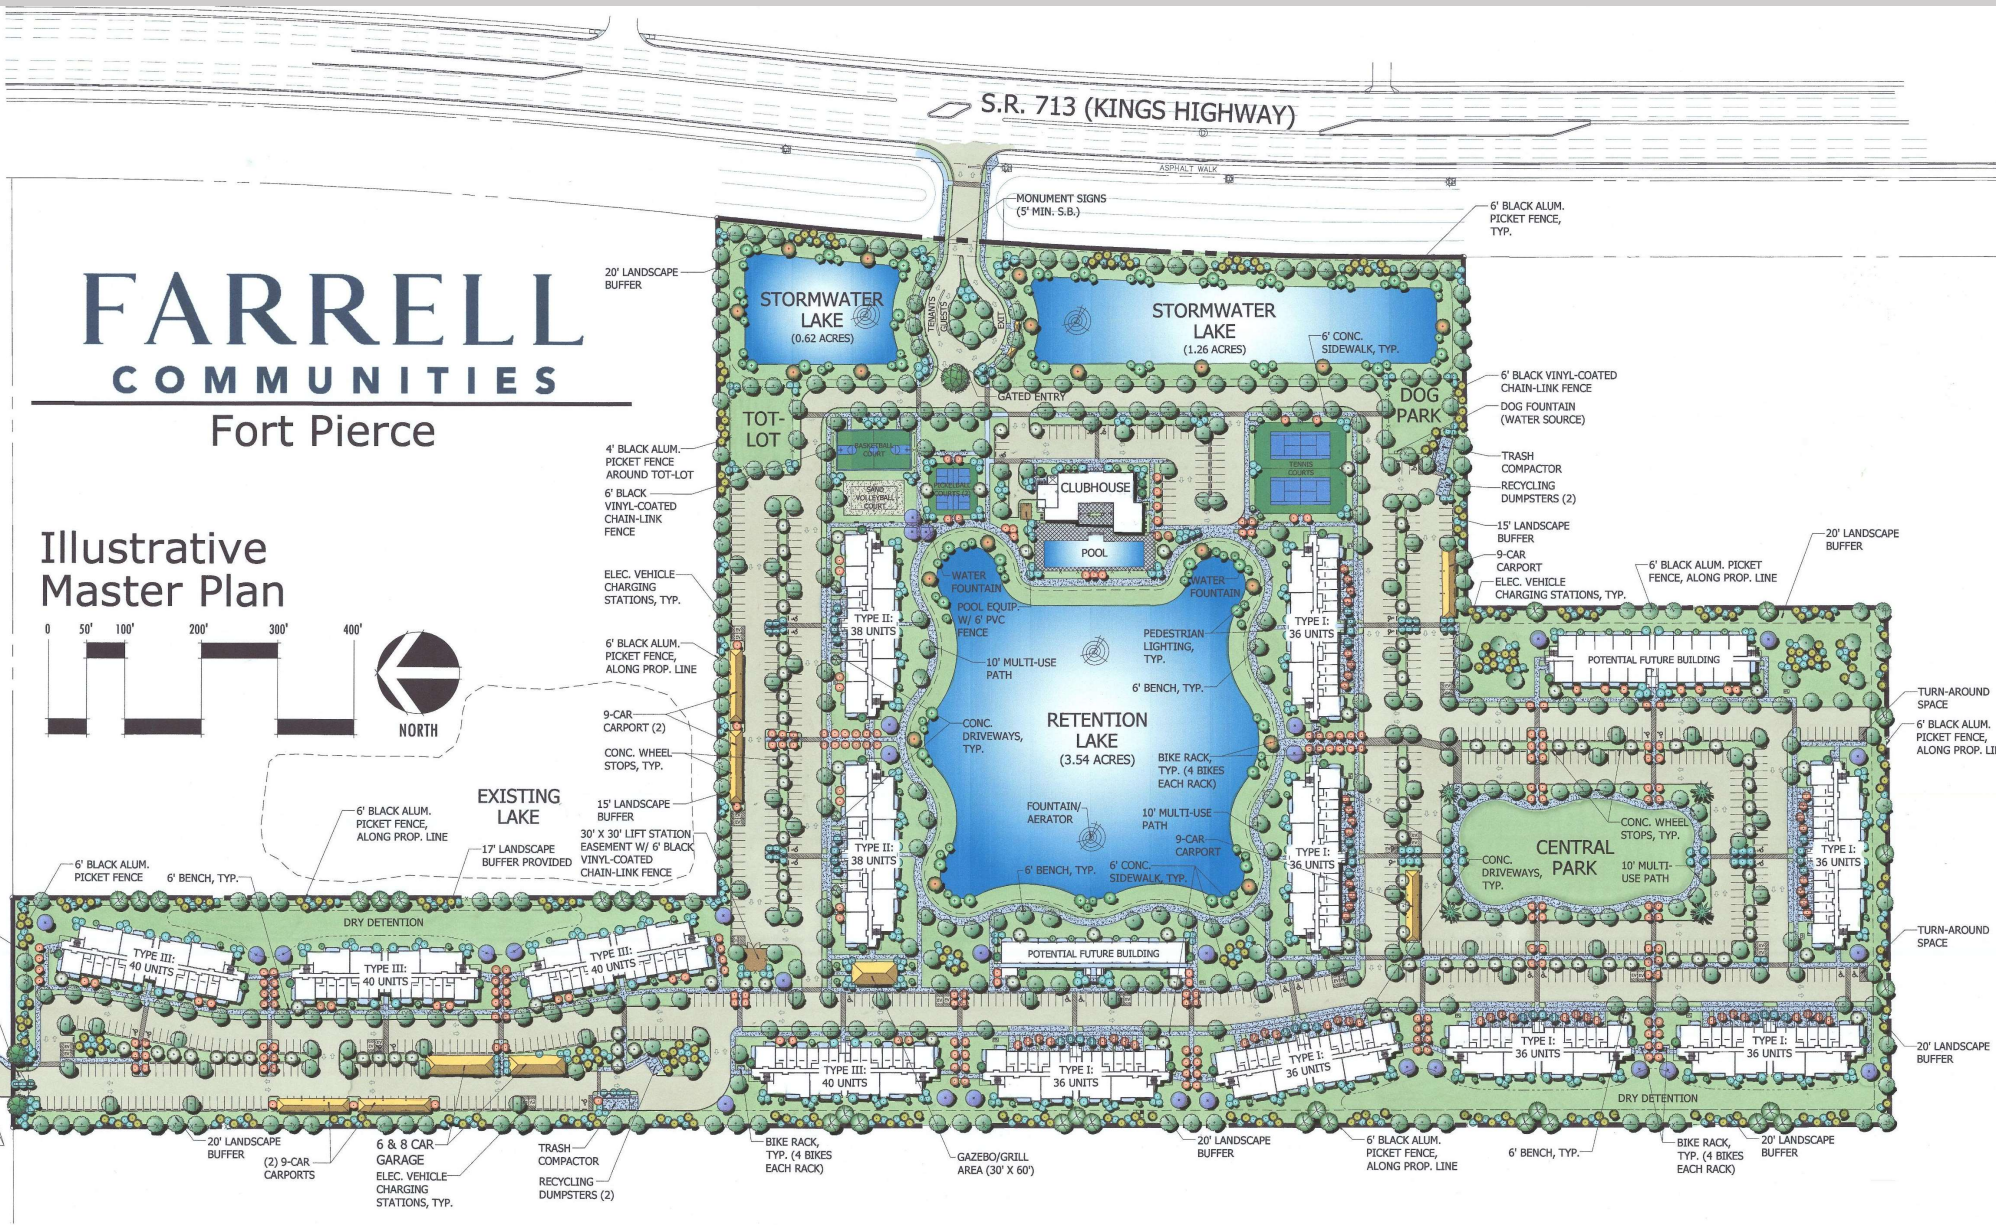 S.R. 713 (KINGS HIGHWAY)
ASPHALT WALK
MONUMENT SIGNS
(5' MIN. S.B.)
6' BLACK ALUM.
PICKET FENCE,
TYP.
FARRELL
COMMUNITIES
Fort Pierce
Illustrative
Master Plan
0 50' 100' 200' 300' 400'
NORTH
20' LANDSCAPE
BUFFER
STORMWATER
LAKE
(0.62 ACRES)
TENANTS
GUESTS
EXIT
STORMWATER
LAKE
(1.26 ACRES)
6' CONC.
SIDEWALK, TYP.
GATED ENTRY
TOT-
LOT
DOG
PARK
6' BLACK VINYL-COATED
CHAIN-LINK FENCE
DOG FOUNTAIN
(WATER SOURCE)
TRASH
COMPACTOR
RECYCLING
DUMPSTERS (2)
15' LANDSCAPE
BUFFER
9-CAR
CARPORT
ELEC. VEHICLE
CHARGING STATIONS, TYP.
6' BLACK ALUM. PICKET
FENCE, ALONG PROP. LINE
20' LANDSCAPE
BUFFER
4' BLACK ALUM.
PICKET FENCE
AROUND TOT-LOT
6' BLACK
VINYL-COATED
CHAIN-LINK
FENCE
ELEC. VEHICLE
CHARGING
STATIONS, TYP.
6' BLACK ALUM.
PICKET FENCE,
ALONG PROP. LINE
9-CAR
CARPORT (2)
CONC. WHEEL
STOPS, TYP.
15' LANDSCAPE
BUFFER
30' X 30' LIFT STATION
EASEMENT W/ 6' BLACK
VINYL-COATED
CHAIN-LINK FENCE
BASKETBALL
COURT
SAND
VOLLEYBALL
COURT
CLUBHOUSE
POOL
TENNIS
COURTS
WATER
FOUNTAIN
POOL EQUIP.
W/ 6' PVC
FENCE
WATER
FOUNTAIN
PEDESTRIAN
LIGHTING,
TYP.
10' MULTI-USE
PATH
6' BENCH, TYP.
CONC.
DRIVEWAYS,
TYP.
RETENTION
LAKE
(3.54 ACRES)
BIKE RACK,
TYP. (4 BIKES
EACH RACK)
FOUNTAIN/
AERATOR
10' MULTI-USE
PATH
9-CAR
CARPORT
6' BENCH, TYP.
6' CONC.
SIDEWALK, TYP.
TYPE II:
38 UNITS
TYPE II:
38 UNITS
TYPE I:
36 UNITS
TYPE I:
36 UNITS
POTENTIAL FUTURE BUILDING
POTENTIAL FUTURE BUILDING
TURN-AROUND
SPACE
6' BLACK ALUM.
PICKET FENCE,
ALONG PROP. LI
CONC. WHEEL
STOPS, TYP.
CENTRAL
PARK
CONC.
DRIVEWAYS,
TYP.
10' MULTI-
USE PATH
TYPE I:
36 UNITS
TURN-AROUND
SPACE
20' LANDSCAPE
BUFFER
EXISTING
LAKE
6' BLACK ALUM.
PICKET FENCE,
ALONG PROP. LINE
17' LANDSCAPE
BUFFER PROVIDED
6' BLACK ALUM.
PICKET FENCE
6' BENCH, TYP.
DRY DETENTION
TYPE III:
40 UNITS
TYPE III:
40 UNITS
TYPE III:
40 UNITS
TYPE III:
40 UNITS
TYPE I:
36 UNITS
TYPE I:
36 UNITS
TYPE I:
36 UNITS
TYPE I:
36 UNITS
DRY DETENTION
20' LANDSCAPE
BUFFER
(2) 9-CAR
CARPORTS
6 & 8 CAR
GARAGE
ELEC. VEHICLE
CHARGING
STATIONS, TYP.
TRASH
COMPACTOR
RECYCLING
DUMPSTERS (2)
BIKE RACK,
TYP. (4 BIKES
EACH RACK)
GAZEBO/GRILL
AREA (30' X 60')
20' LANDSCAPE
BUFFER
6' BLACK ALUM.
PICKET FENCE,
ALONG PROP. LINE
6' BENCH, TYP.
BIKE RACK,
TYP. (4 BIKES
EACH RACK)
20' LANDSCAPE
BUFFER